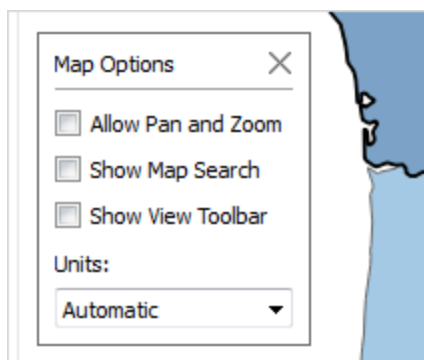 Map Options
Allow Pan and Zoom
Show Map Search
Show View Toolbar
Units:
Automatic